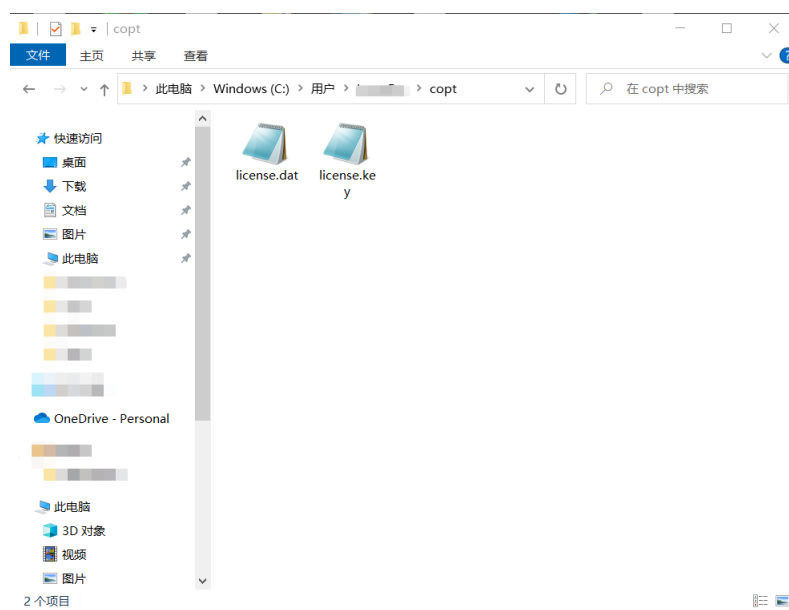 copt
文件 主页 共享 查看
此电脑 Windows (C:) 用户 copt
在 copt 中搜索
快速访问
桌面
下载
文档
图片
此电脑
OneDrive - Personal
此电脑
3D 对象
视频
图片
license.dat
license.ke
y
2 个项目